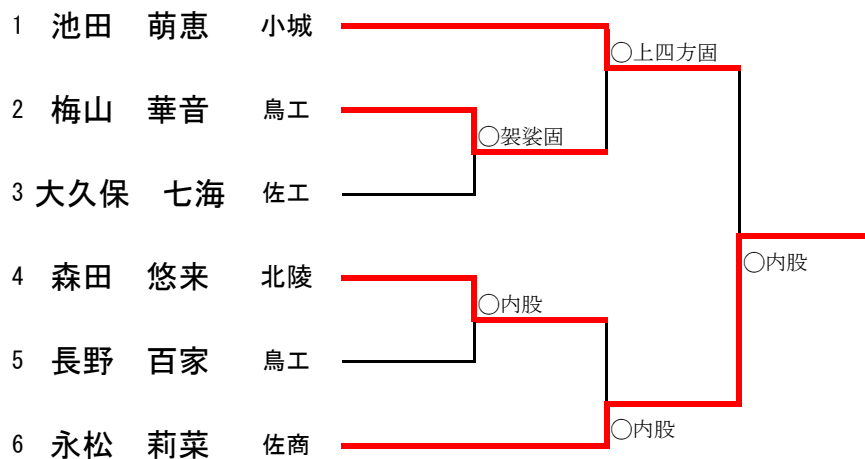 1 池田 萌恵 小城
○上四方固
2 梅山 華音 鳥工
○袈裟固
3 大久保 七海 佐工
4 森田 悠来 北陵
○内股
○内股
5 長野 百家 鳥工
6 永松 莉菜 佐商
○内股